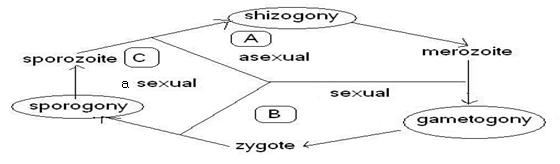 shizogony
A
merozoite
sporozoite
C
asexual
a sexual
sexual
sporogony
B
gametogony
zygote